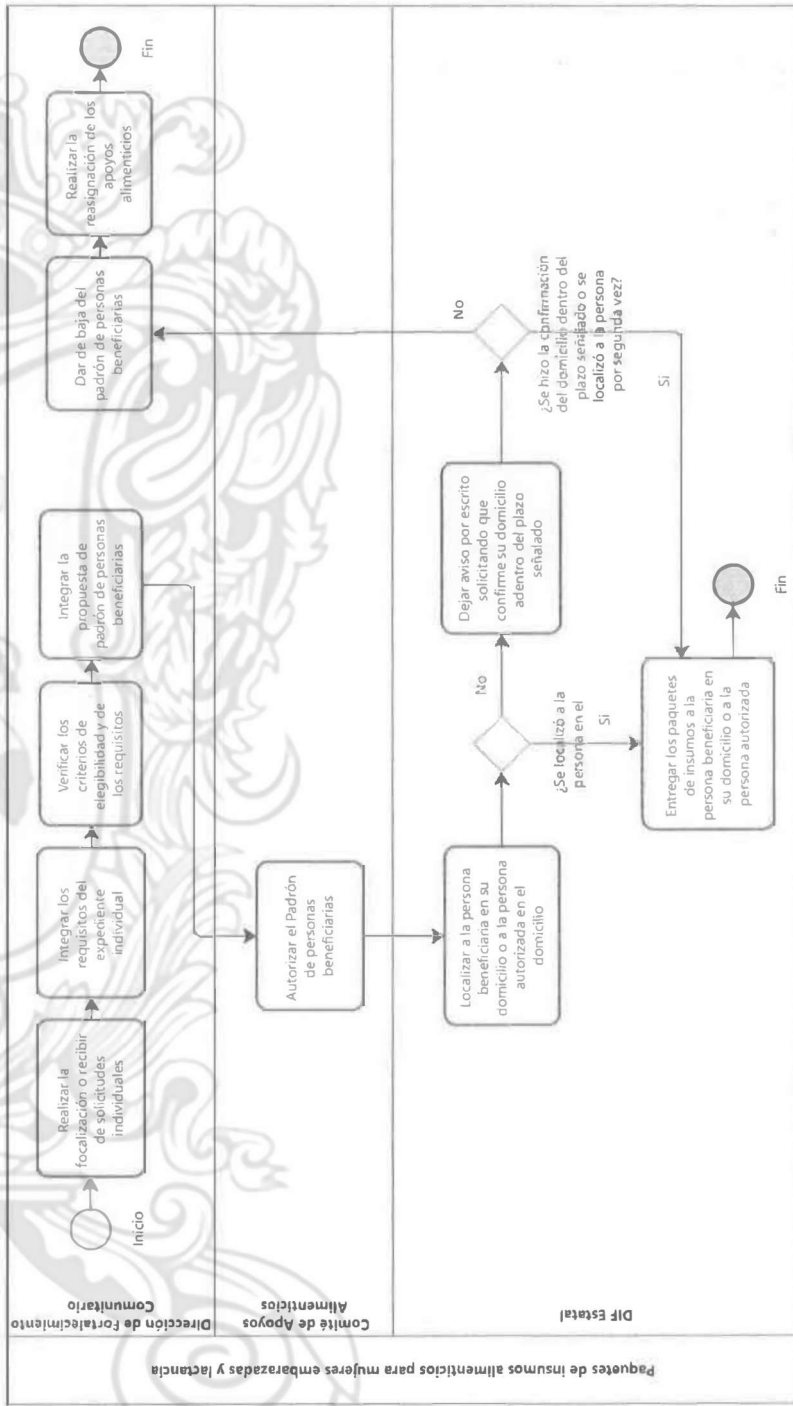 Paquetes de insumos alimenticios para mujeres embarazadas y lactancia
Dirección de Fortalecimiento
Comunitario
Inicio
Realizar la
focalización o recibir
de solicitudes
individuales
Integrar los
requisitos del
expediente
individual
Verificar los
criterios de
elegibilidad y de
los requisitos
Integrar la
propuesta de
padrón de personas
beneficiarias
Dar de baja del
padrón de personas
beneficiarias
Realizar la
reasignación de los
apoyos
alimenticios
Fin
Comité de Apoyos
Alimenticios
Autorizar el Padrón
de personas
beneficiarias
DIF Estatal
Localizar a la persona
beneficiaria en su
domicilio o a la persona
autorizada en el
domicilio
¿Se localizó a la
persona en el
No
Si
Dejar aviso por escrito
solicitando que
confirme su domicilio
adentro del plazo
señalado
¿Se hizo la confirmación
del domicilio dentro del
plazo señlado o se
localizó a la persona
por segunda vez?
No
Si
Entregar los paquetes
de insumos a la
persona beneficiaria en
su domicilio o a la
persona autorizada
Fin